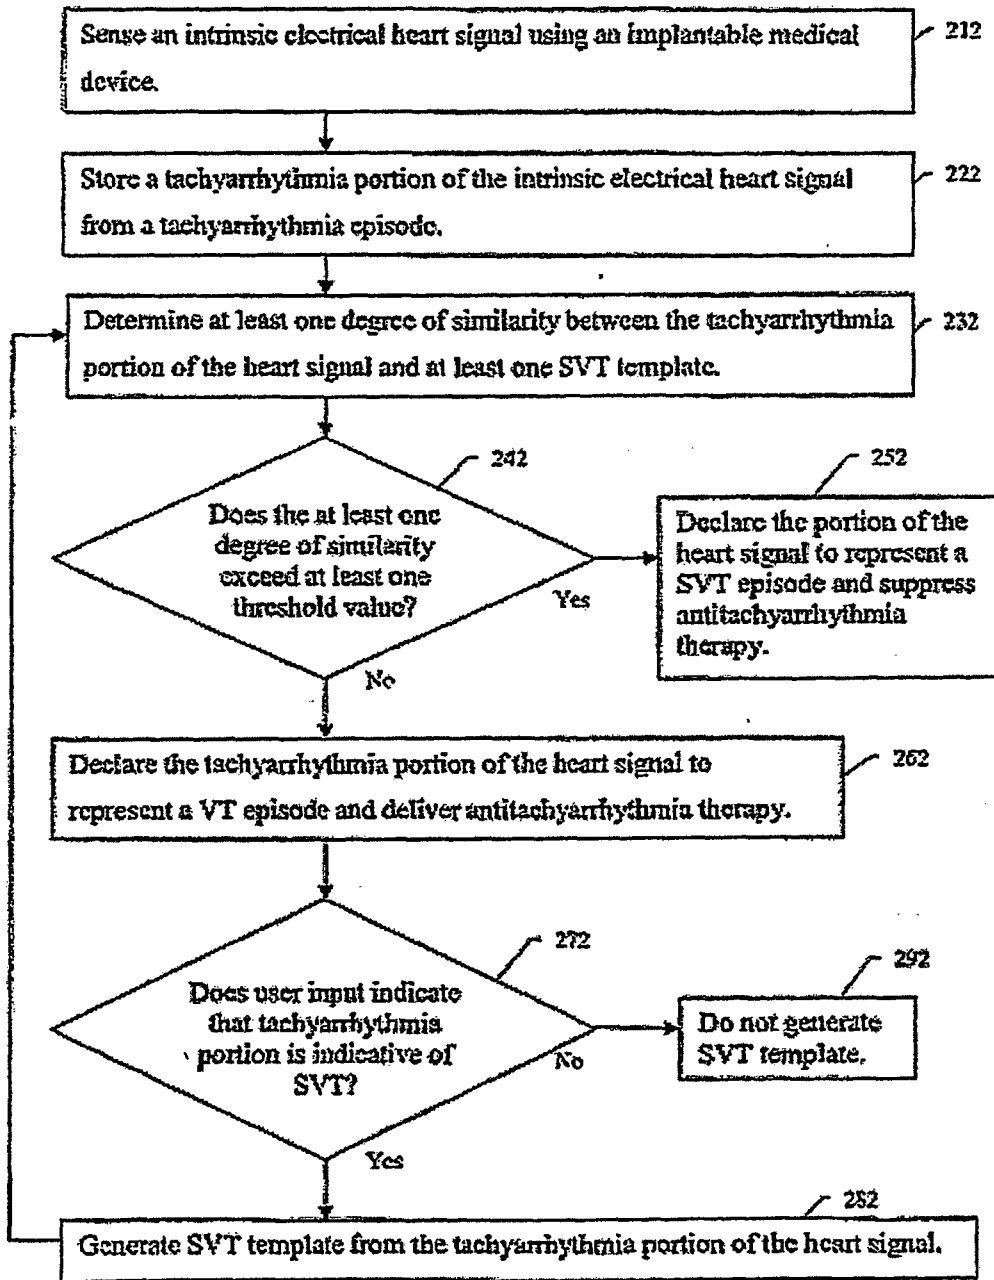 Sense an intrinsic electrical heart signal using an implantable medical
device.
212
Store a tachyarrhythmia portion of the intrinsic electrical heart signal
from a tachyarrhythmia episode.
222
Determine at least one degree of similarity between the tachyarrhythmia
portion of the heart signal and at least one SVT template.
232
242
Does the at least one
degree of similarity
exceed at least one
threshold value?
Yes
No
252
Declare the portion of the
heart signal to represent a
SVT episode and suppress
antitachyarrhythmia
therapy.
Declare the tachyarrhythmia portion of the heart signal to
represent a VT episode and deliver antitachyarrhythmia therapy.
262
272
Does user input indicate
that tachyarrhythmia
portion is indicative of
SVT?
No
Yes
292
Do not generate
SVT template.
282
Generate SVT template from the tachyarrhythmia portion of the heart signal.